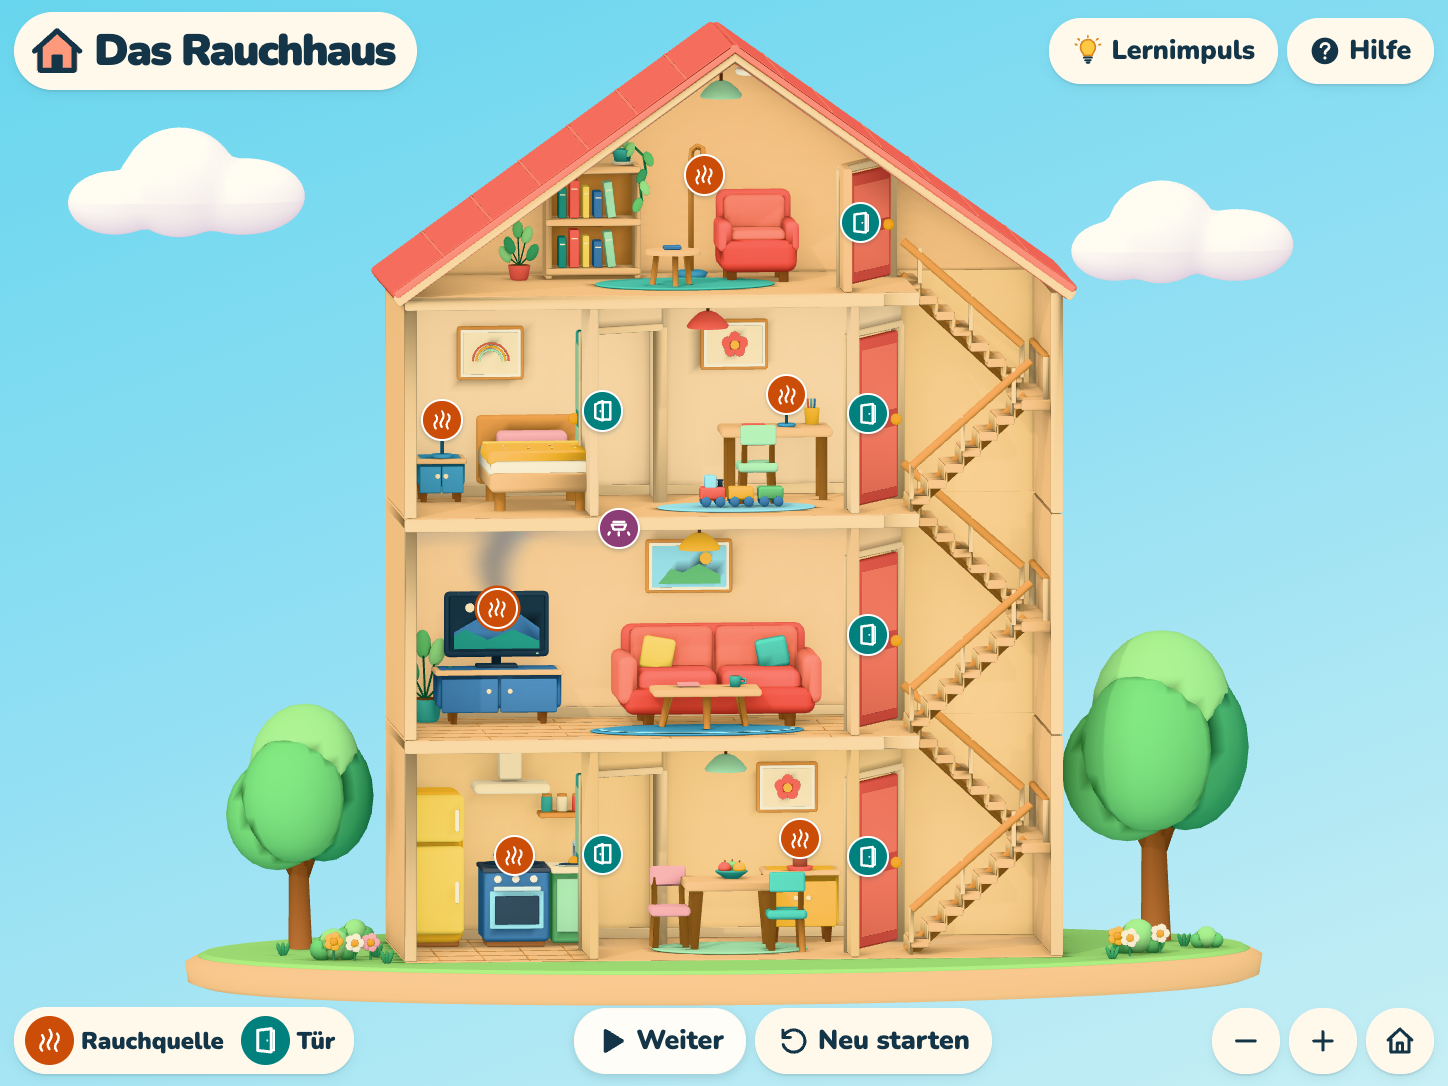 Das Rauchhaus
Lernimpuls
Hilfe
Rauchquelle
Tür
Weiter
Neu starten